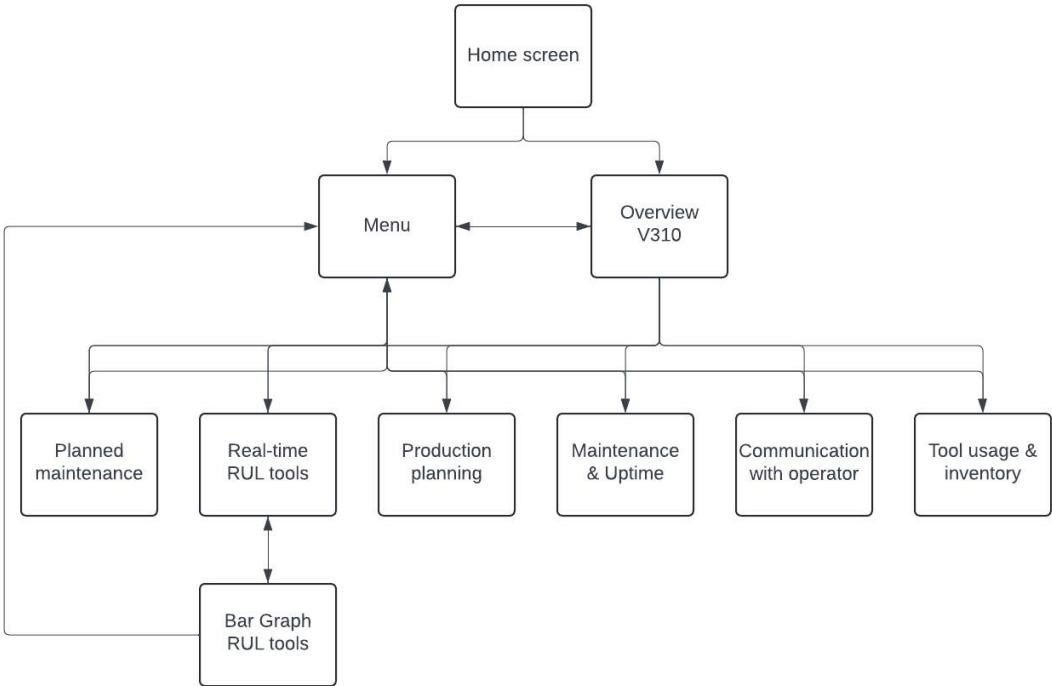 Home screen
Menu
Overview
V310
Planned
maintenance
Real-time
RUL tools
Production
planning
Maintenance
& Uptime
Communication
with operator
Tool usage &
inventory
Bar Graph
RUL tools